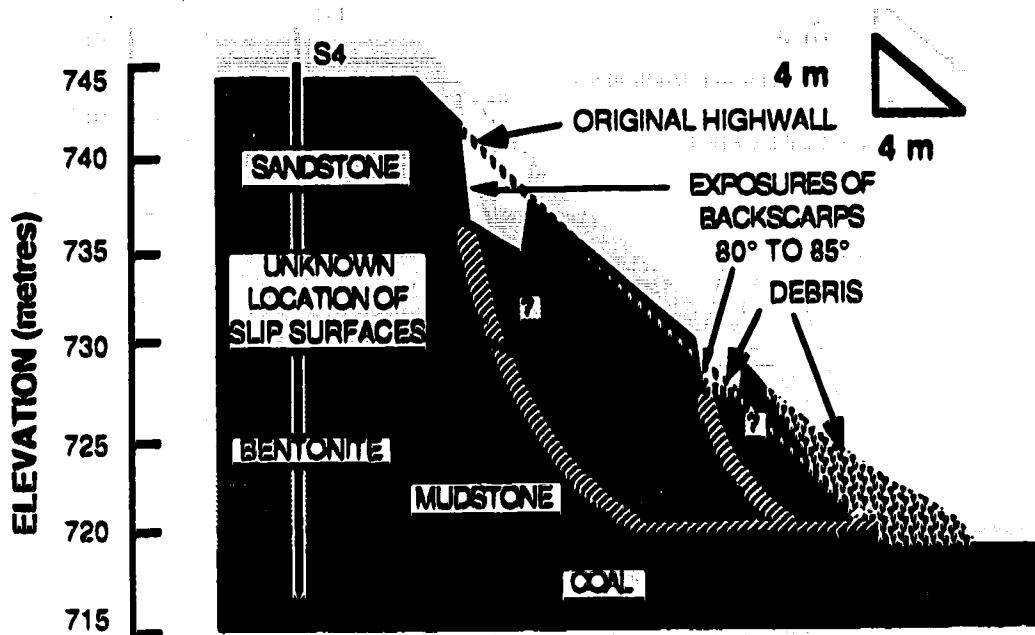 745
740
735
730
725
720
715
ELEVATION (metres)
S4
4 m
4 m
ORIGINAL HIGHWALL
SANDSTONE
EXPOSURES OF
BACKSCARPS
80° TO 85°
DEBRIS
UNKNOWN
LOCATION OF
SLIP SURFACES
?
?
BENTONITE
MUDSTONE
COAL